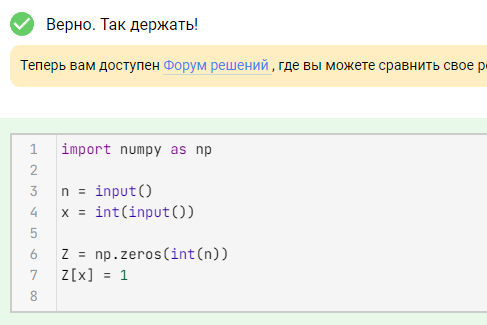 Верно. Так держать!
Теперь вам доступен Форум решений , где вы можете сравнить свое
1 import numpy as np
2
3 n = input()
4 x = int(input())
5
6 Z = np.zeros(int(n))
7 Z[x] = 1
8